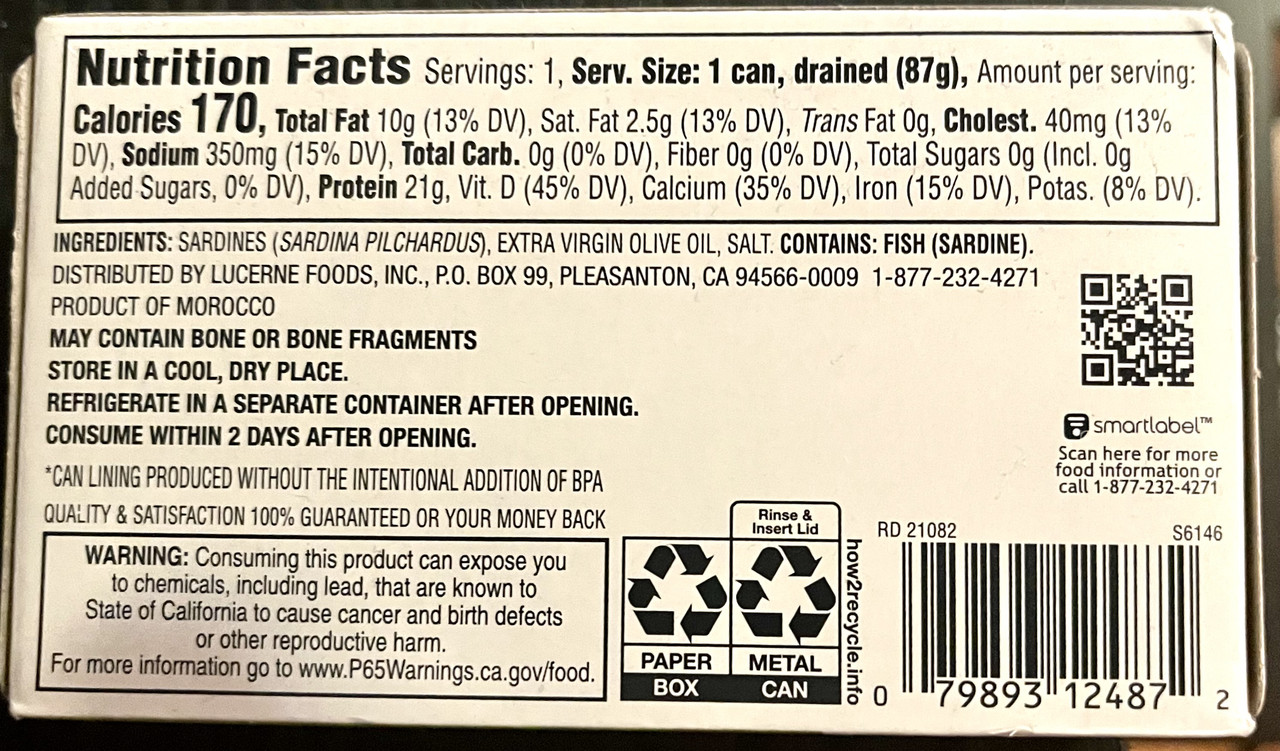 Nutrition Facts Servings: 1, Serv. Size: 1 can, drained (87g), Amount per serving:
Calories 170, Total Fat 10g (13% DV), Sat. Fat 2.5g (13% DV), Trans Fat 0g, Cholest. 40mg (13%
DV), Sodium 350mg (15% DV), Total Carb. 0g (0% DV), Fiber 0g (0% DV), Total Sugars 0g (Incl. 0g
Added Sugars, 0% DV), Protein 21g, Vit. D (45% DV), Calcium (35% DV), Iron (15% DV), Potas. (8% DV).
INGREDIENTS: SARDINES (SARDINA PILCHARDUS), EXTRA VIRGIN OLIVE OIL, SALT. CONTAINS: FISH (SARDINE).
DISTRIBUTED BY LUCERNE FOODS, INC., P.O. BOX 99, PLEASANTON, CA 94566-0009 1-877-232-4271
PRODUCT OF MOROCCO
MAY CONTAIN BONE OR BONE FRAGMENTS
STORE IN A COOL, DRY PLACE.
REFRIGERATE IN A SEPARATE CONTAINER AFTER OPENING.
CONSUME WITHIN 2 DAYS AFTER OPENING.
*CAN LINING PRODUCED WITHOUT THE INTENTIONAL ADDITION OF BPA
QUALITY & SATISFACTION 100% GUARANTEED OR YOUR MONEY BACK
WARNING: Consuming this product can expose you
to chemicals, including lead, that are known to
State of California to cause cancer and birth defects
or other reproductive harm.
For more information go to www.P65Warnings.ca.gov/food.
Rinse &
Insert Lid
PAPER
BOX
METAL
CAN
how2recycle.info
smartlabel™
Scan here for more
food information or
call 1-877-232-4271
RD 21082
S6146
0 79893 12487 2